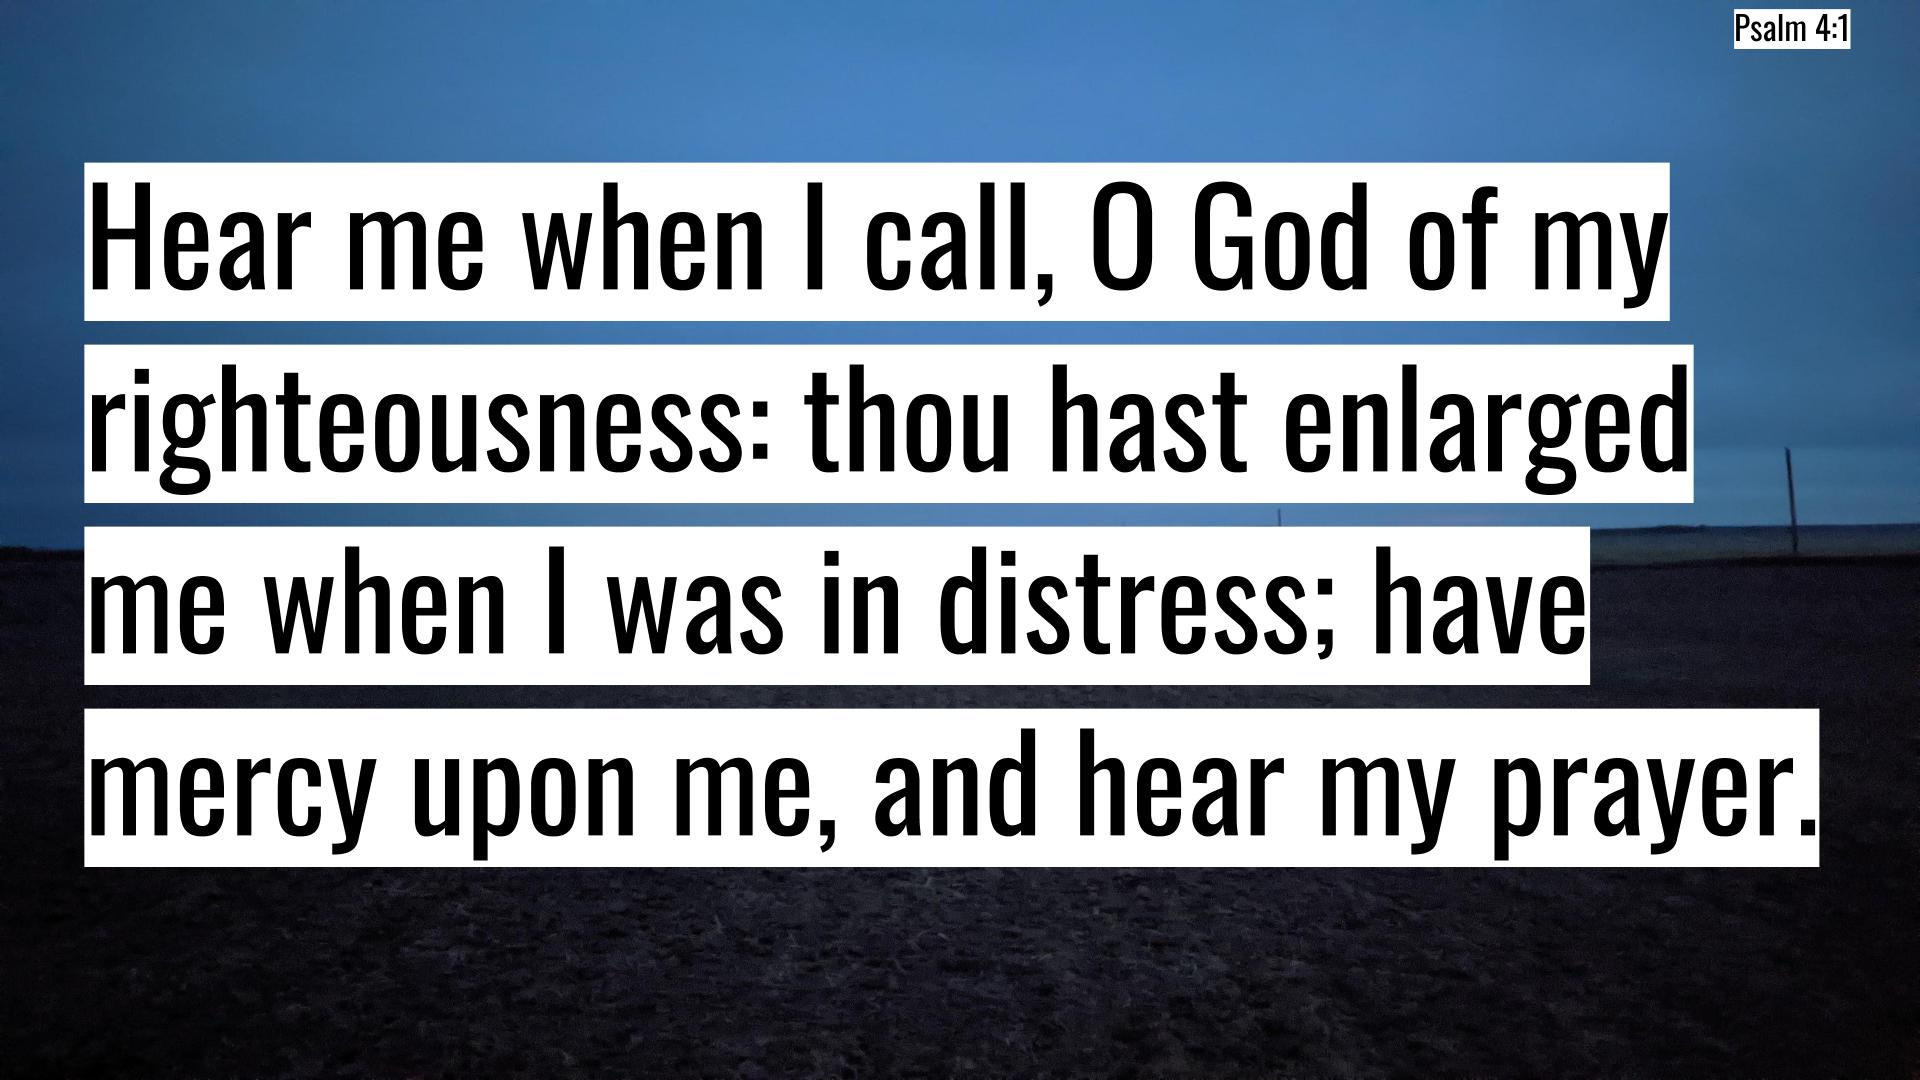 Psalm 4:1
Hear me when I call, O God of my
righteousness: thou hast enlarged
me when I was in distress; have
mercy upon me, and hear my prayer.